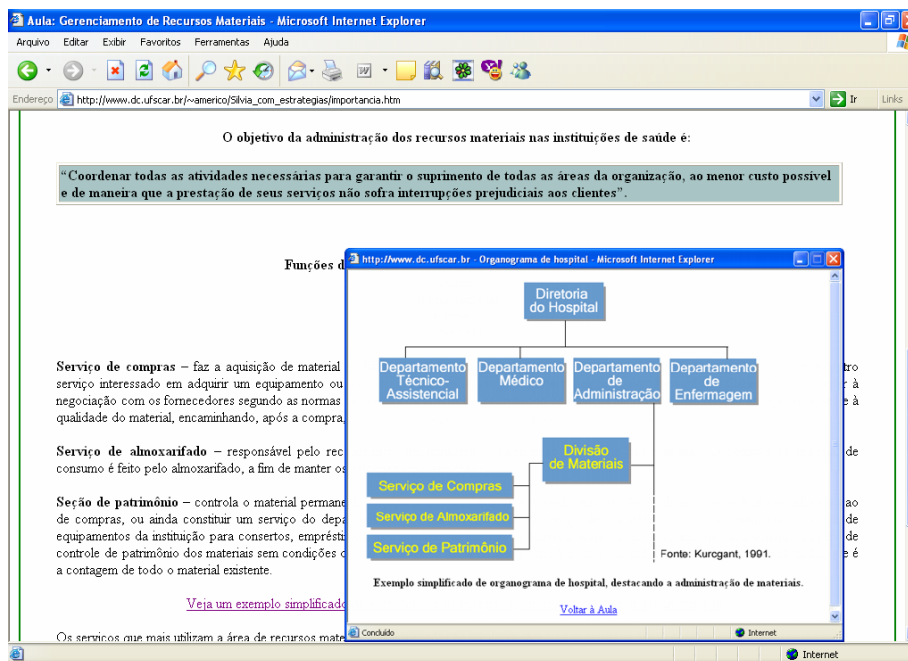 Aula: Gerenciamento de Recursos Materiais - Microsoft Internet Explorer
Arquivo Editar Exibir Favoritos Ferramentas Ajuda
Endereço http://www.dc.ufscar.br/~americo/Silvia_com_estrategias/importancia.htm Ir Links
O objetivo da administração dos recursos materiais nas instituições de saúde é:
“Coordenar todas as atividades necessárias para garantir o suprimento de todas as áreas da organização, ao menor custo possível
e de maneira que a prestação de seus serviços não sofra interrupções prejudiciais aos clientes”.
Funções d
Serviço de compras – faz a aquisição de material
serviço interessado em adquirir um equipamento ou
negociação com os fornecedores segundo as normas
qualidade do material, encaminhando, após a compra,
Serviço de almoxarifado – responsável pelo rec
consumo é feito pelo almoxarifado, a fim de manter os
Seção de patrimônio – controla o material permane
de compras, ou ainda constituir um serviço do depa
equipamentos da instituição para consertos, emprésti
controle de patrimônio dos materiais sem condições d
a contagem de todo o material existente.
Veja um exemplo simplificado
Os serviços que mais utilizam a área de recursos mate
tro
r à
e à
de
ao
de
de
e é
http://www.dc.ufscar.br - Organograma de hospital - Microsoft Internet Explorer
Diretoria
do Hospital
Departamento
Técnico-
Assistencial
Departamento
Médico
Departamento
de
Administração
Departamento
de
Enfermagem
Divisão
de Materiais
Serviço de Compras
Serviço de Almoxarifado
Serviço de Patrimônio
Fonte: Kurcgant, 1991.
Exemplo simplificado de organograma de hospital, destacando a administração de materiais.
Voltar à Aula
Concluído Internet
Internet